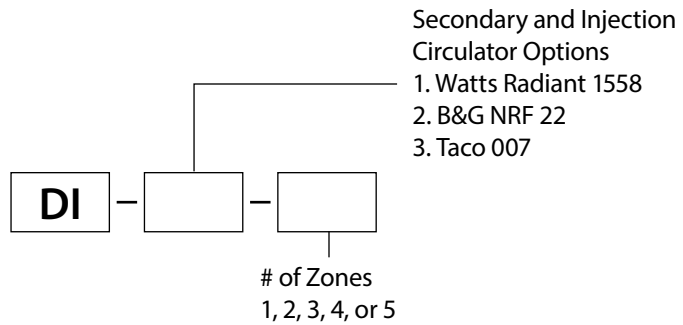 Secondary and Injection
Circulator Options
1. Watts Radiant 1558
2. B&G NRF 22
3. Taco 007
DI – –
# of Zones
1, 2, 3, 4, or 5